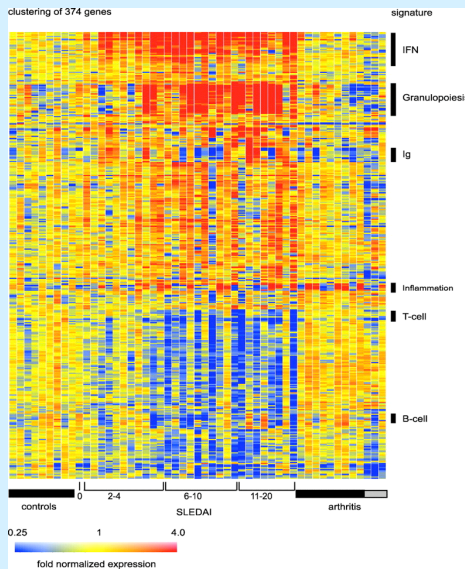 clustering of 374 genes signature
IFN
Granulopoiesi
Ig
Inflammation
T-cell
B-cell
controls 0 2-4 6-10 11-20 arthritis
SLEDAI
0.25 1 4.0
fold normalized expression